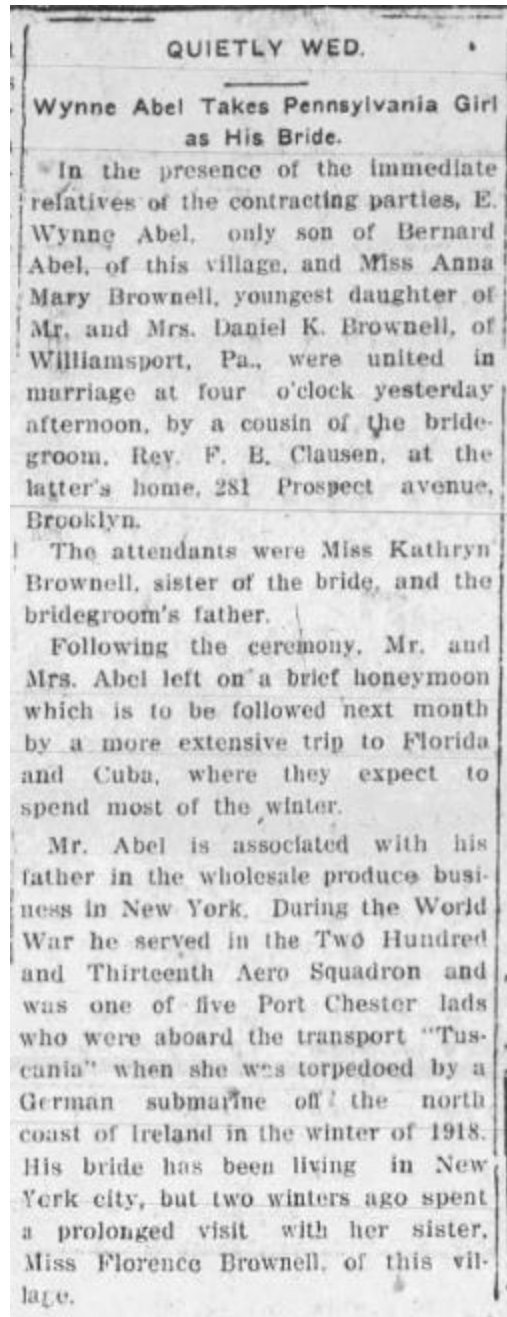 QUIETLY WED.
Wynne Abel Takes Pennsylvania Girl
as His Bride.
In the presence of the immediate
relatives of the contracting parties, E.
Wynne Abel, only son of Bernard
Abel, of this village, and Miss Anna
Mary Brownell, youngest daughter of
Mr. and Mrs. Daniel K. Brownell, of
Williamsport, Pa., were united in
marriage at four o'clock yesterday
afternoon, by a cousin of the bride-
groom, Rev. F. B. Clausen, at the
latter's home, 281 Prospect avenue,
Brooklyn.
The attendants were Miss Kathryn
Brownell, sister of the bride, and the
bridegroom's father.
Following the ceremony, Mr. and
Mrs. Abel left on a brief honeymoon
which is to be followed next month
by a more extensive trip to Florida
and Cuba, where they expect to
spend most of the winter.
Mr. Abel is associated with his
father in the wholesale produce busi-
ness in New York. During the World
War he served in the Two Hundred
and Thirteenth Aero Squadron and
was one of five Port Chester lads
who were aboard the transport "Tus-
cania" when she was torpedoed by a
German submarine off the north
coast of Ireland in the winter of 1918.
His bride has been living in New
York city, but two winters ago spent
a prolonged visit with her sister,
Miss Florence Brownell, of this vil-
lage.